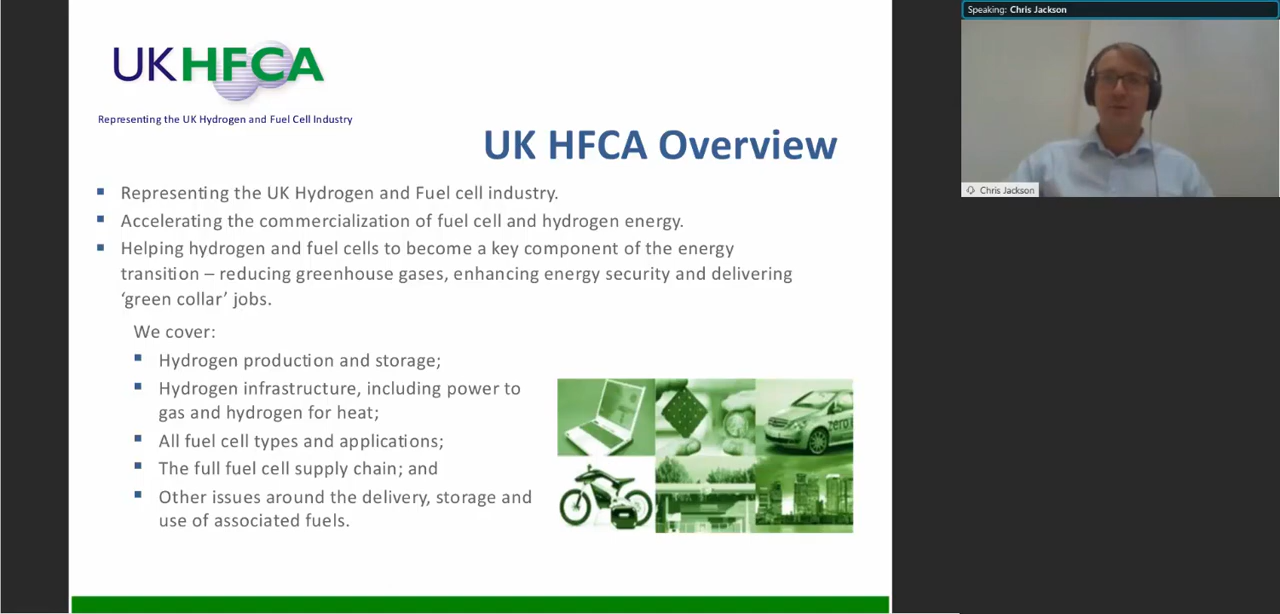 UKHFCA
Representing the UK Hydrogen and Fuel Cell Industry
UK HFCA Overview
Representing the UK Hydrogen and Fuel cell industry.
Accelerating the commercialization of fuel cell and hydrogen energy.
Helping hydrogen and fuel cells to become a key component of the energy
transition – reducing greenhouse gases, enhancing energy security and delivering
‘green collar’ jobs.
We cover:
Hydrogen production and storage;
Hydrogen infrastructure, including power to
gas and hydrogen for heat;
All fuel cell types and applications;
The full fuel cell supply chain; and
Other issues around the delivery, storage and
use of associated fuels.
zero
Speaking: Chris Jackson
Chris Jackson